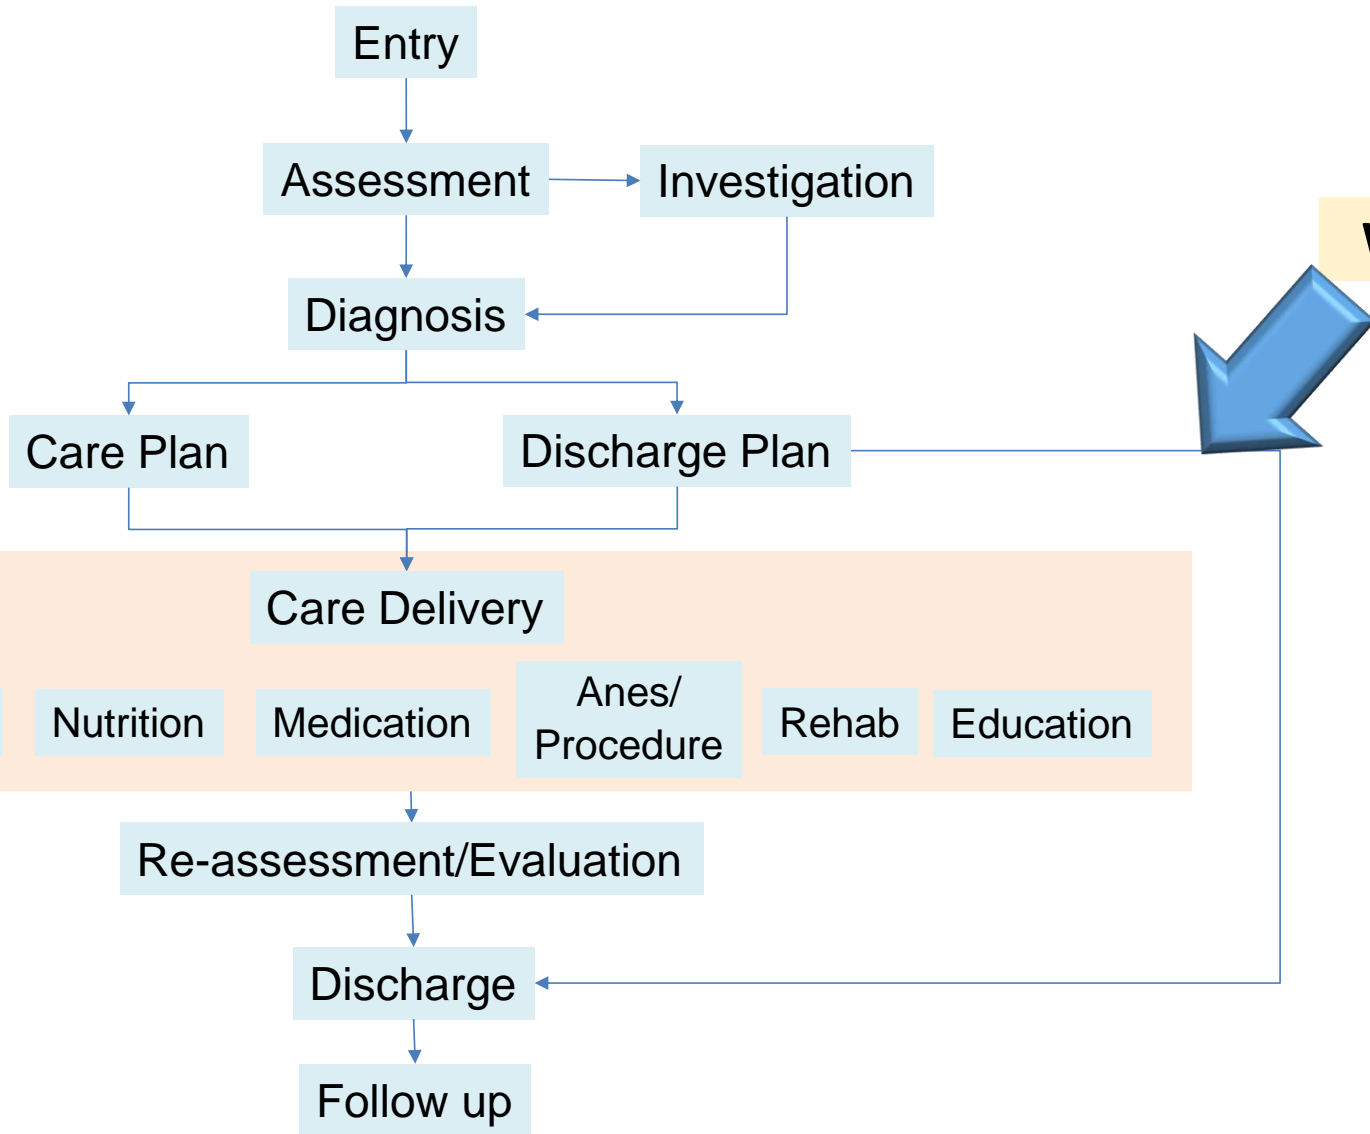 Entry
Assessment
Investigation
Diagnosis
Care Plan
Discharge Plan
Care Delivery
Nutrition
Medication
Anes/
Procedure
Rehab
Education
Re-assessment/Evaluation
Discharge
Follow up